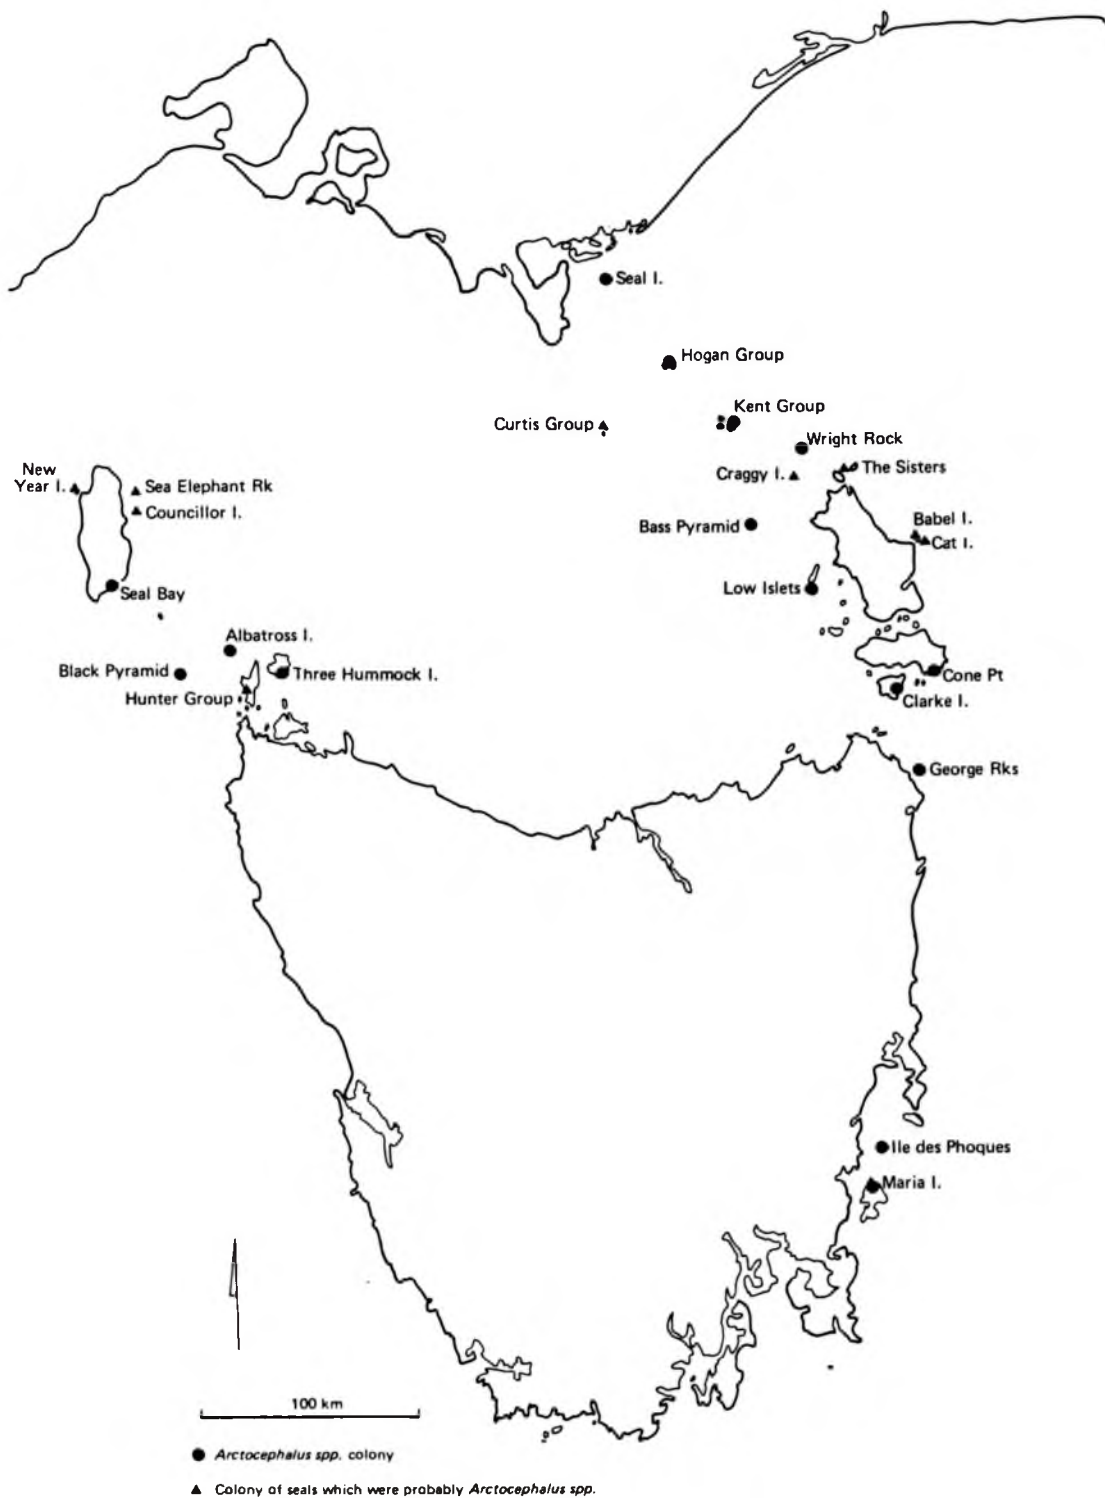 Seal I.
Hogan Group
Kent Group
Curtis Group
Wright Rock
New
Year I.
Sea Elephant Rk
Craggy I.
The Sisters
Councillor I.
Bass Pyramid
Babel I.
Cat I.
Seal Bay
Low Islets
Albatross I.
Black Pyramid
Three Hummock I.
Cone Pt
Hunter Group
Clarke I.
George Rks
Ile des Phoques
Maria I.
100 km
Arctocephalus spp. colony
Colony of seals which were probably Arctocephalus spp.